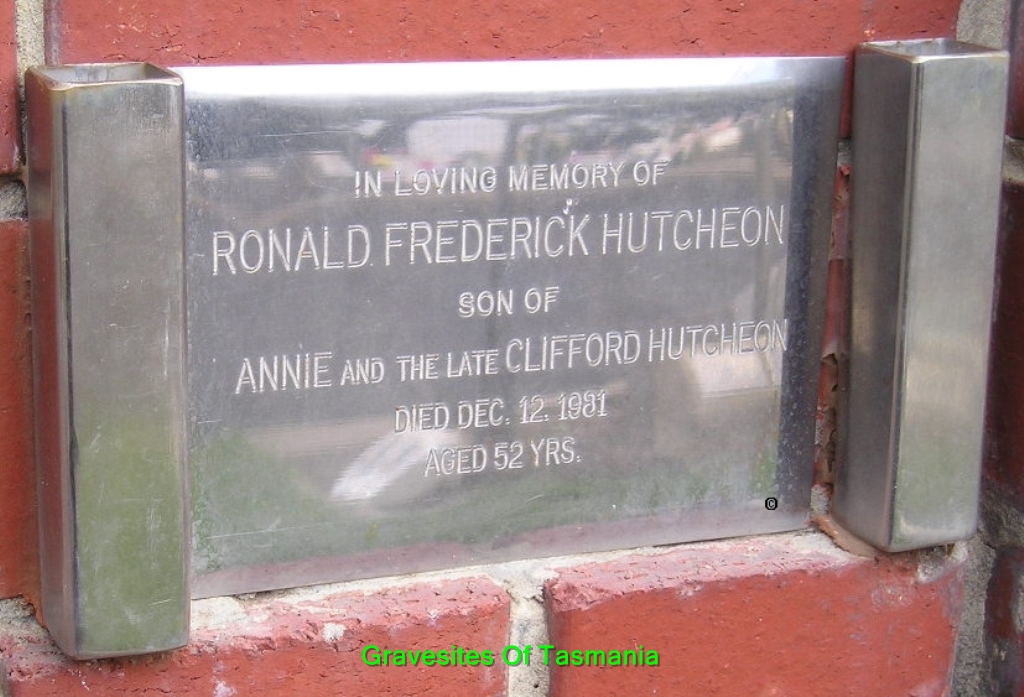 IN LOVING MEMORY OF
RONALD FREDERICK HUTCHEON
SON OF
ANNIE AND THE LATE CLIFFORD HUTCHEON
DIED DEC. 12. 1981
AGED 52 YRS.
©
Gravesites Of Tasmania